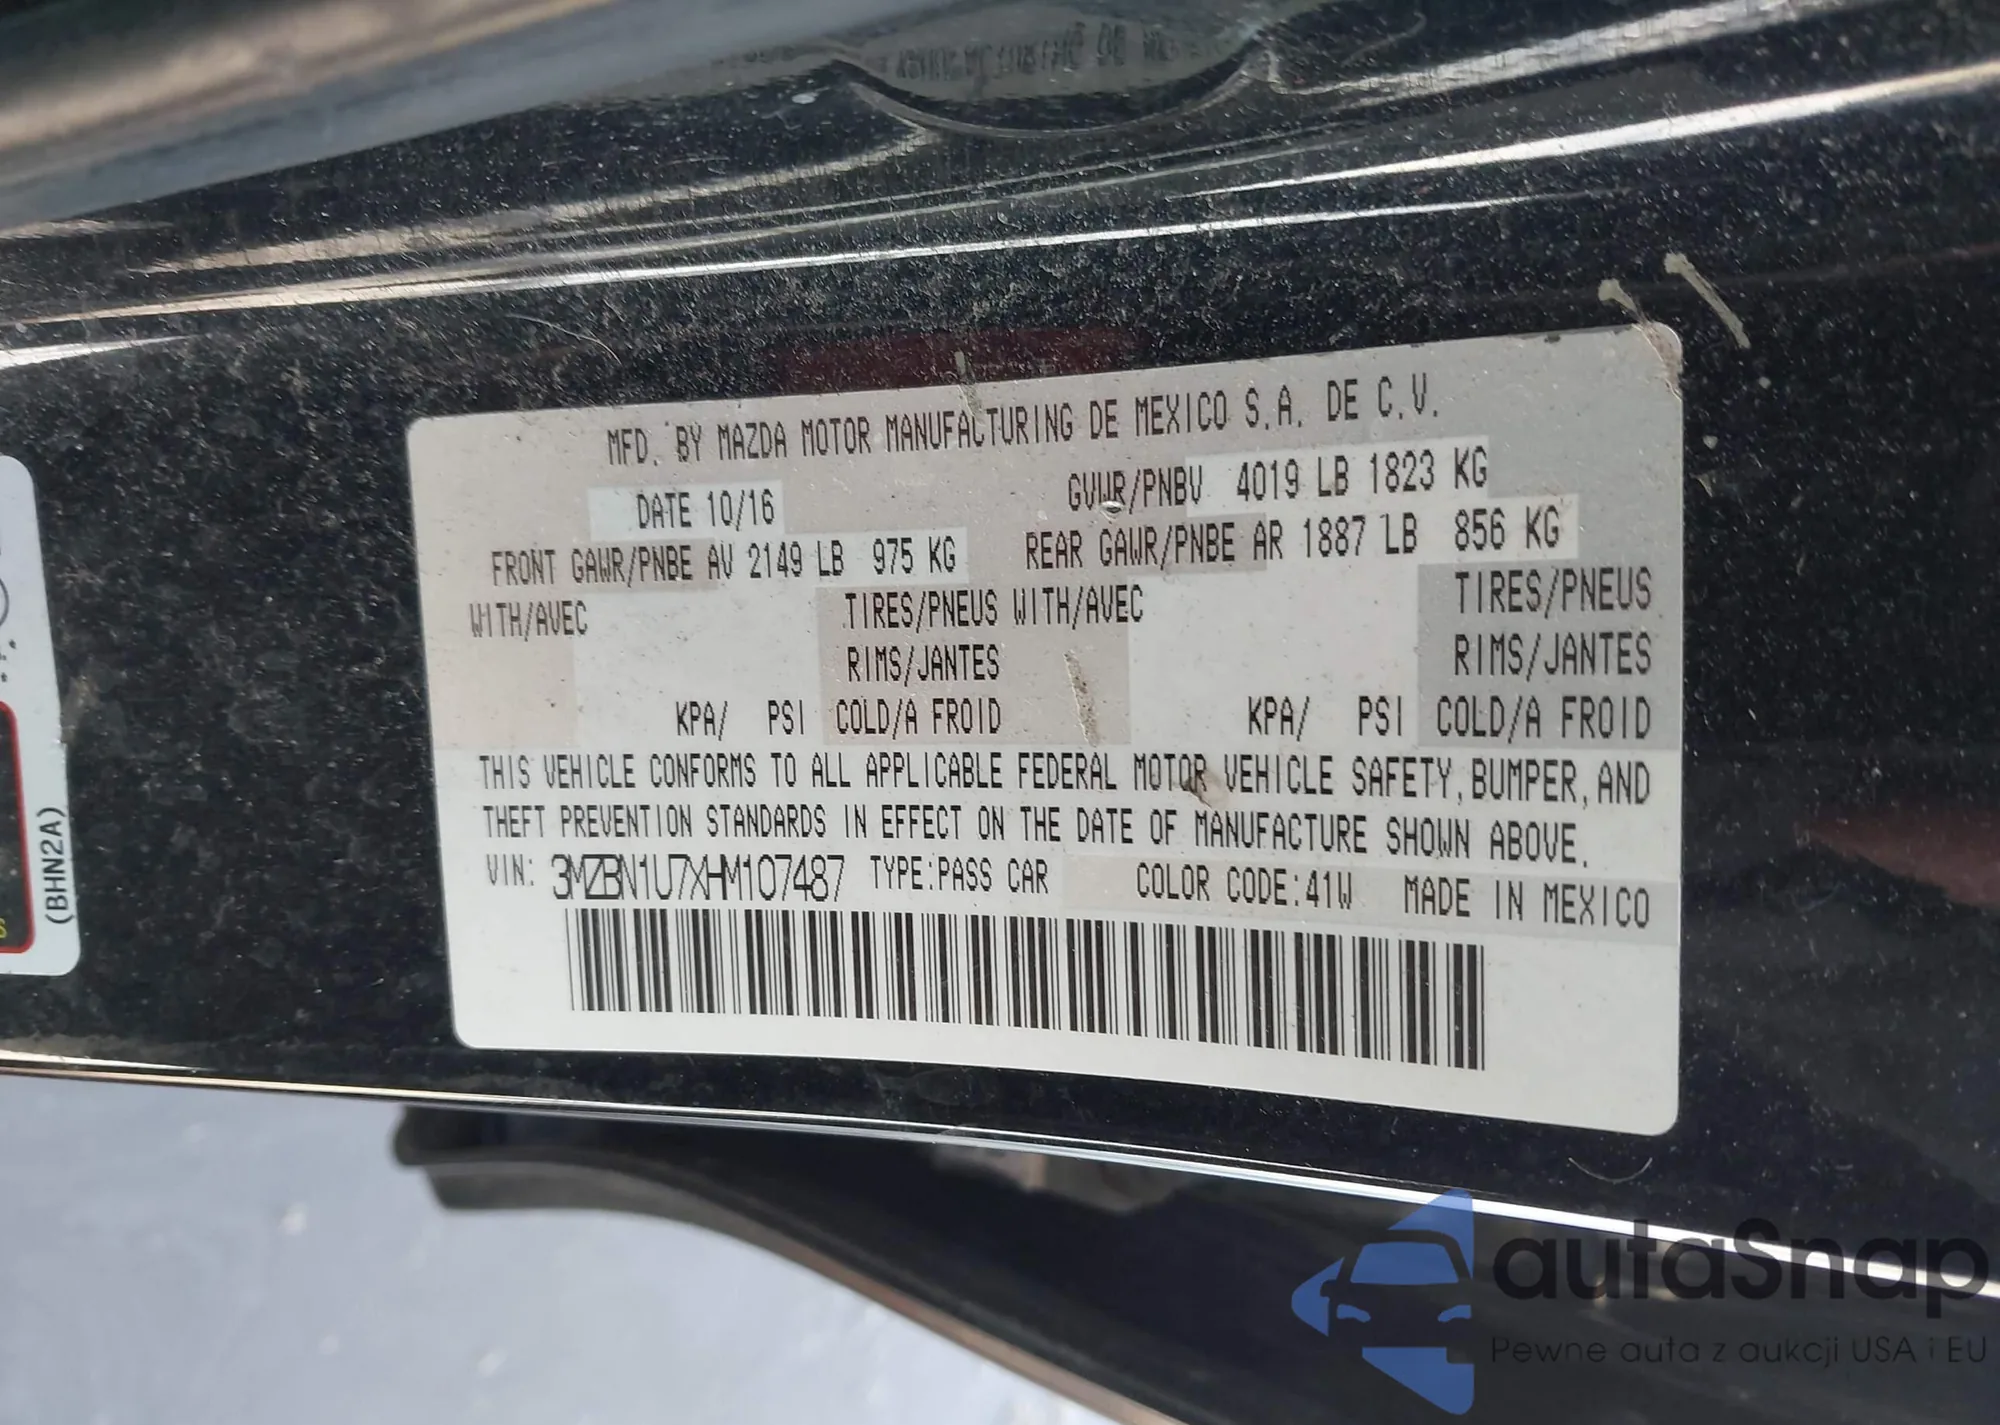 MFD. BY MAZDA MOTOR MANUFACTURING DE MEXICO S.A. DE C.V.
DATE 10/16 GVWR/PNBV 4019 LB 1823 KG
FRONT GAWR/PNBE AV 2149 LB 975 KG REAR GAWR/PNBE AR 1887 LB 856 KG
WITH/AVEC TIRES/PNEUS WITH/AVEC TIRES/PNEUS
RIMS/JANTES RIMS/JANTES
KPA/ PSI COLD/A FROID KPA/ PSI COLD/A FROID
THIS VEHICLE CONFORMS TO ALL APPLICABLE FEDERAL MOTOR VEHICLE SAFETY, BUMPER, AND
THEFT PREVENTION STANDARDS IN EFFECT ON THE DATE OF MANUFACTURE SHOWN ABOVE.
VIN: 3MZBN1U7XHM107487 TYPE:PASS CAR COLOR CODE:41W MADE IN MEXICO
(BHN2A)
autaSnap
Pewne auta z aukcji USA i EU